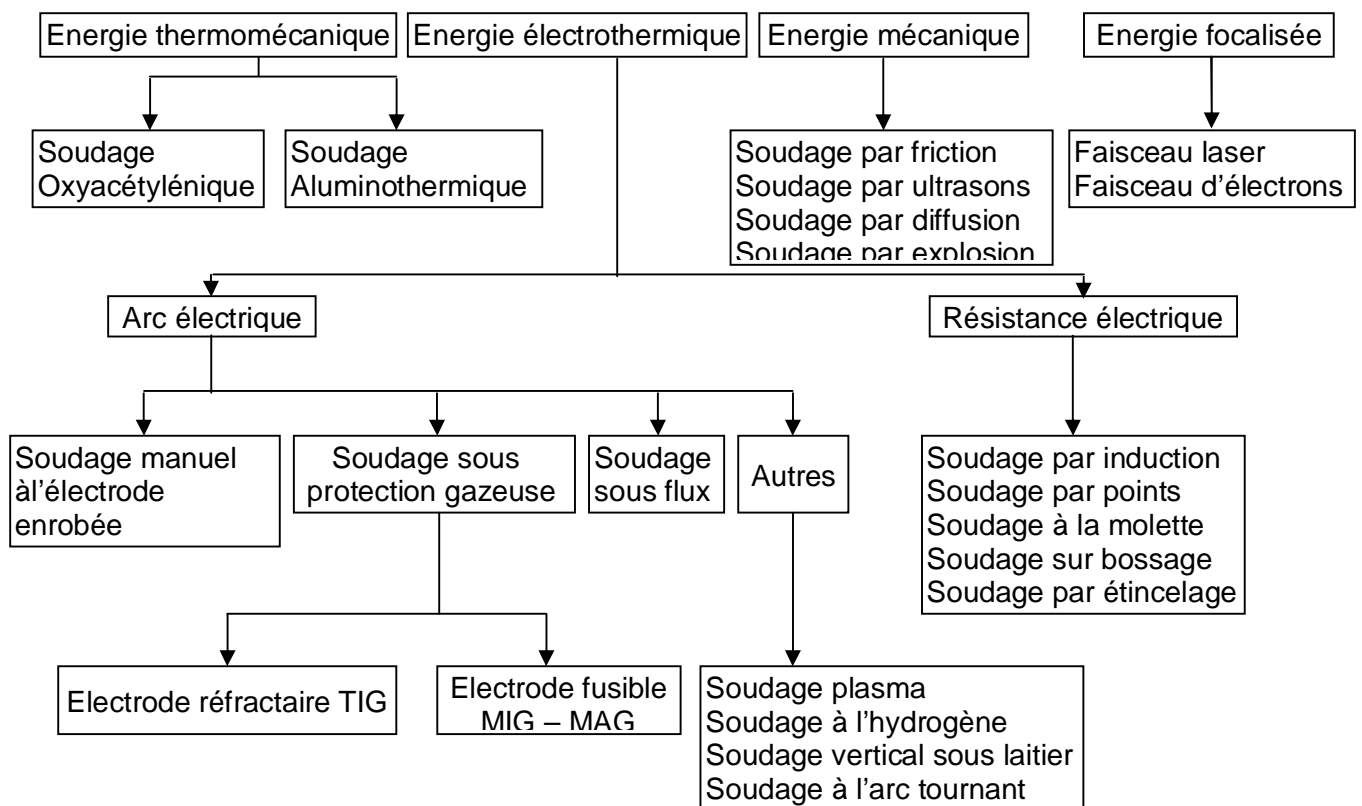 Energie thermomécanique
Energie électrothermique
Energie mécanique
Energie focalisée
Soudage
Oxyacétylénique
Soudage
Aluminothermique
Soudage par friction
Soudage par ultrasons
Soudage par diffusion
Soudage par explosion
Faisceau laser
Faisceau d’électrons
Arc électrique
Résistance électrique
Soudage manuel
àl’électrode
enrobée
Soudage sous
protection gazeuse
Soudage
sous flux
Autres
Soudage par induction
Soudage par points
Soudage à la molette
Soudage sur bossage
Soudage par étincelage
Electrode réfractaire TIG
Electrode fusible
MIG – MAG
Soudage plasma
Soudage à l’hydrogène
Soudage vertical sous laitier
Soudage à l’arc tournant